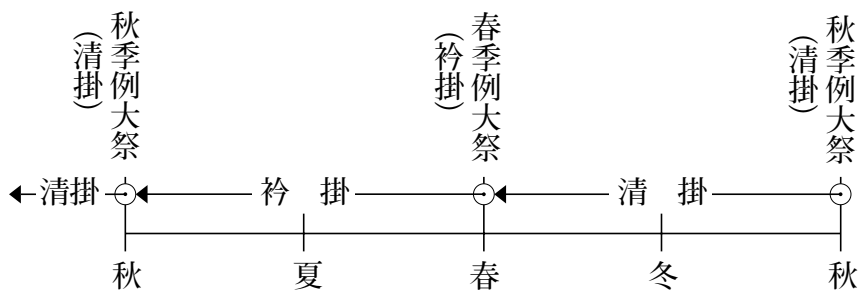 秋季例大祭
(清掛)
春季例大祭
(衿掛)
秋季例大祭
(清掛)
清掛
衿 掛
清 掛
秋
冬
春
夏
秋